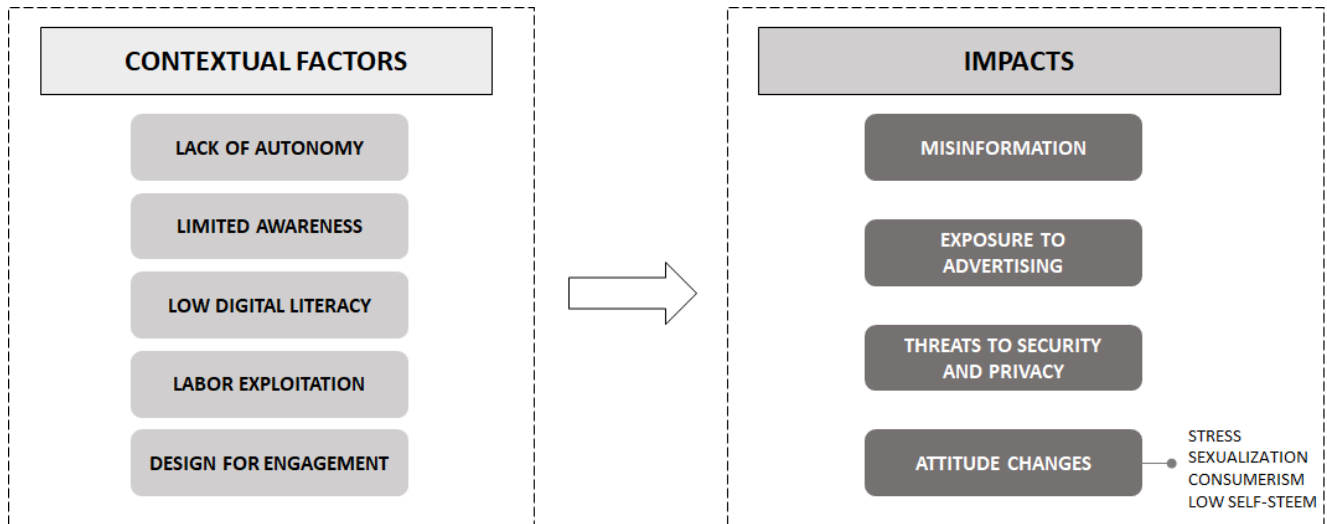 CONTEXTUAL FACTORS
LACK OF AUTONOMY
LIMITED AWARENESS
LOW DIGITAL LITERACY
LABOR EXPLOITATION
DESIGN FOR ENGAGEMENT
IMPACTS
MISINFORMATION
EXPOSURE TO
ADVERTISING
THREATS TO SECURITY
AND PRIVACY
ATTITUDE CHANGES
STRESS
SEXUALIZATION
CONSUMERISM
LOW SELF-STEEM